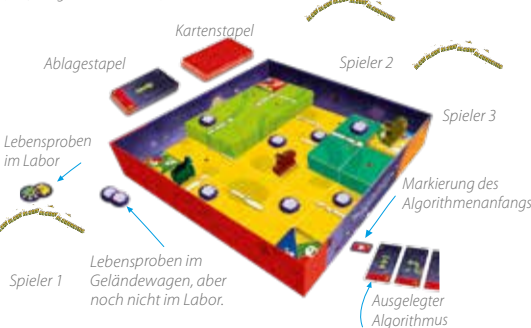 Kartenstapel
Ablagestapel
Spieler 2
Spieler 3
Lebensproben
im Labor
Markierung des
Algorithmenanfangs
Spieler 1
Lebensproben im
Geländewagen, aber
noch nicht im Labor.
Ausgelegter
Algorithmus